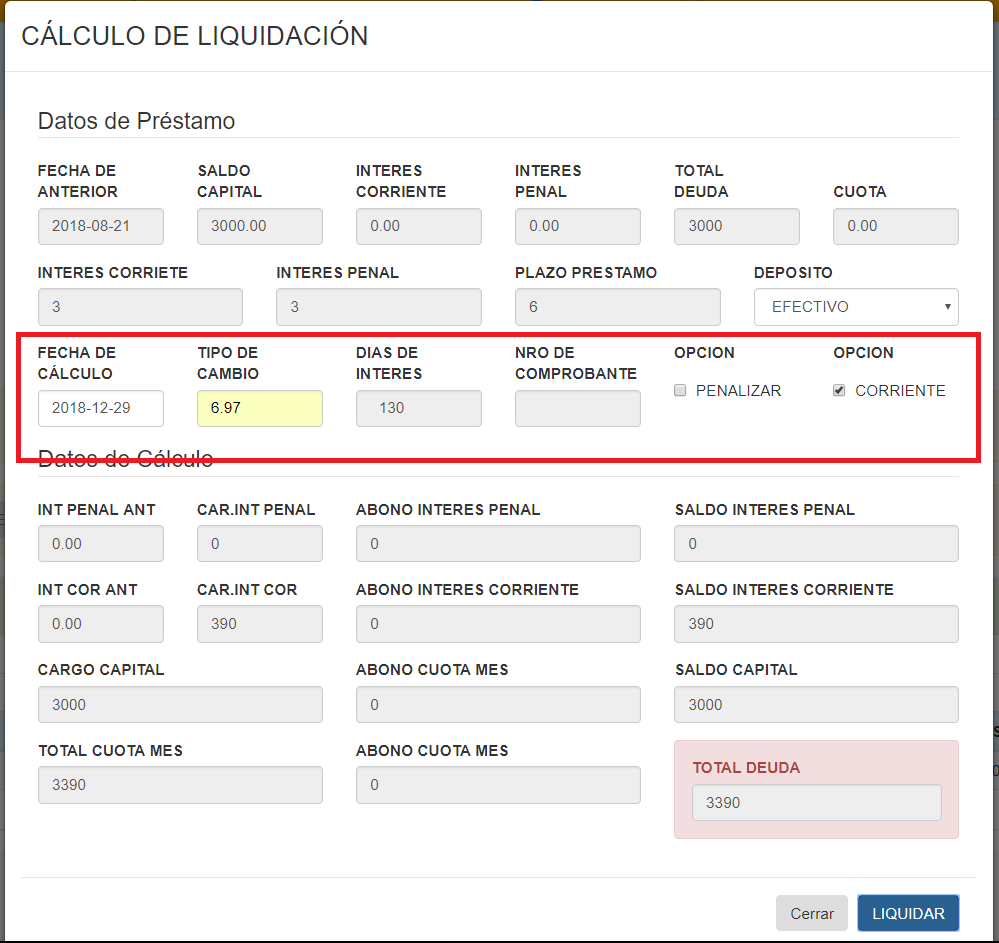 CÁLCULO DE LIQUIDACIÓN
Datos de Préstamo
FECHA DE ANTERIOR
SALDO CAPITAL
INTERES CORRIENTE
INTERES PENAL
TOTAL DEUDA
CUOTA
2018-08-21
3000.00
0.00
0.00
3000
0.00
INTERES CORRIETE
INTERES PENAL
PLAZO PRESTAMO
DEPOSITO
3
3
6
EFECTIVO
FECHA DE CÁLCULO
TIPO DE CAMBIO
DIAS DE INTERES
NRO DE COMPROBANTE
OPCION
OPCION
2018-12-29
6.97
130
PENALIZAR
CORRIENTE
Datos de Cálculo
INT PENAL ANT
CAR.INT PENAL
ABONO INTERES PENAL
SALDO INTERES PENAL
0.00
0
0
0
INT COR ANT
CAR.INT COR
ABONO INTERES CORRIENTE
SALDO INTERES CORRIENTE
0.00
390
0
390
CARGO CAPITAL
ABONO CUOTA MES
SALDO CAPITAL
3000
0
3000
TOTAL CUOTA MES
ABONO CUOTA MES
TOTAL DEUDA
3390
0
3390
Cerrar
LIQUIDAR